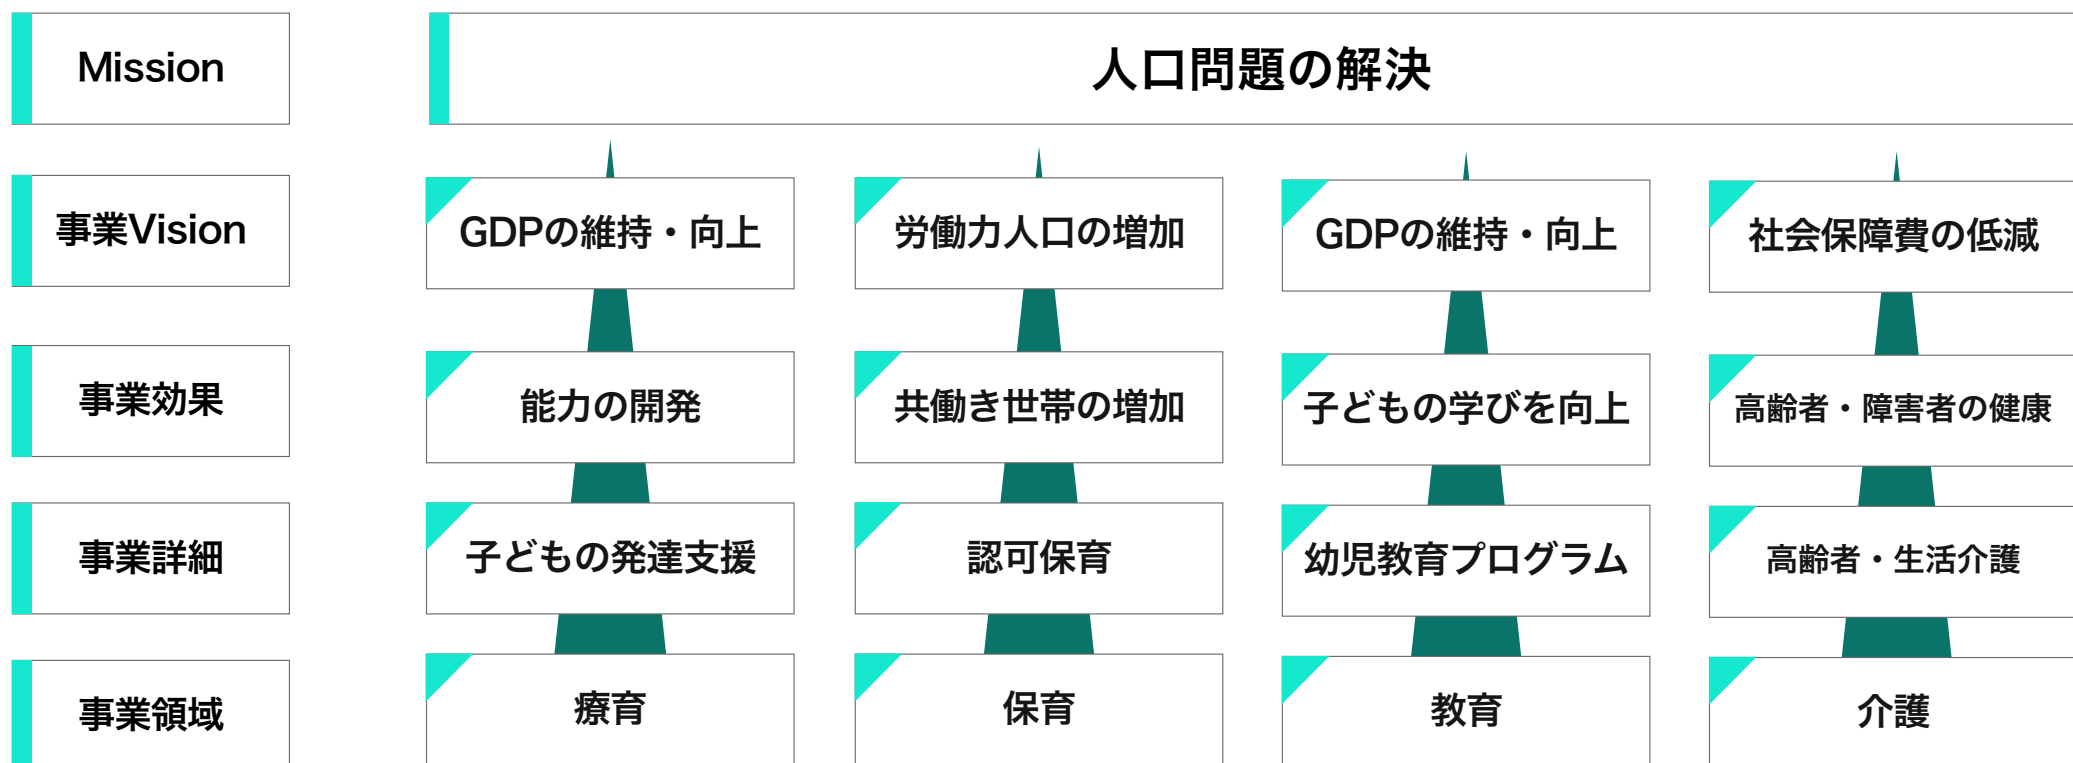 Mission
人口問題の解決
事業Vision
GDPの維持・向上
労働力人口の増加
GDPの維持・向上
社会保障費の低減
事業効果
能力の開発
共働き世帯の増加
子どもの学びを向上
高齢者・障害者の健康
事業詳細
子どもの発達支援
認可保育
幼児教育プログラム
高齢者・生活介護
事業領域
療育
保育
教育
介護